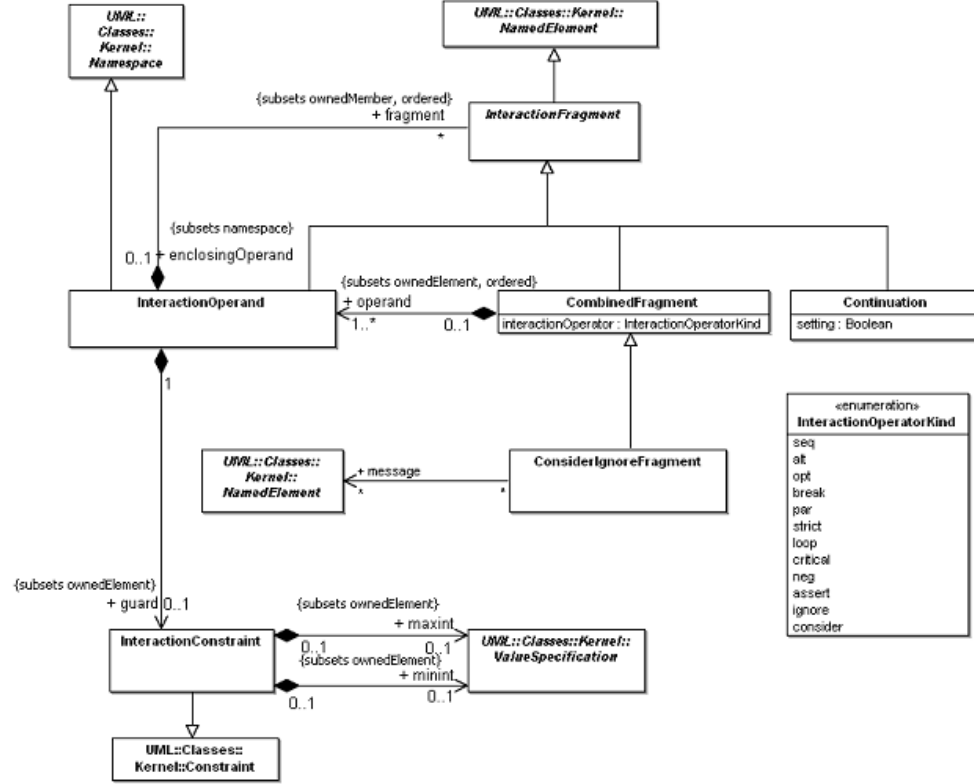 UML::
Classes::
Kernel::
Namespace
UML::Classes::Kernel::
NamedElement
{subsets ownedMember, ordered}
+ fragment
*
InteractionFragment
{subsets namespace}
0..1
+ enclosingOperand
InteractionOperand
{subsets ownedElement, ordered}
+ operand
1..*
0..1
CombinedFragment
interactionOperator : InteractionOperatorKind
Continuation
setting : Boolean
1
«enumeration»
InteractionOperatorKind
seq
alt
opt
break
par
strict
loop
critical
neg
assert
ignore
consider
UML::Classes::
Kernel::
NamedElement
+ message
*
*
ConsiderIgnoreFragment
{subsets ownedElement}
+ guard
0..1
InteractionConstraint
{subsets ownedElement}
+ maxint
0..1
0..1
{subsets ownedElement}
+ minint
0..1
0..1
UML::Classes::Kernel::
ValueSpecification
UML::Classes::
Kernel::Constraint